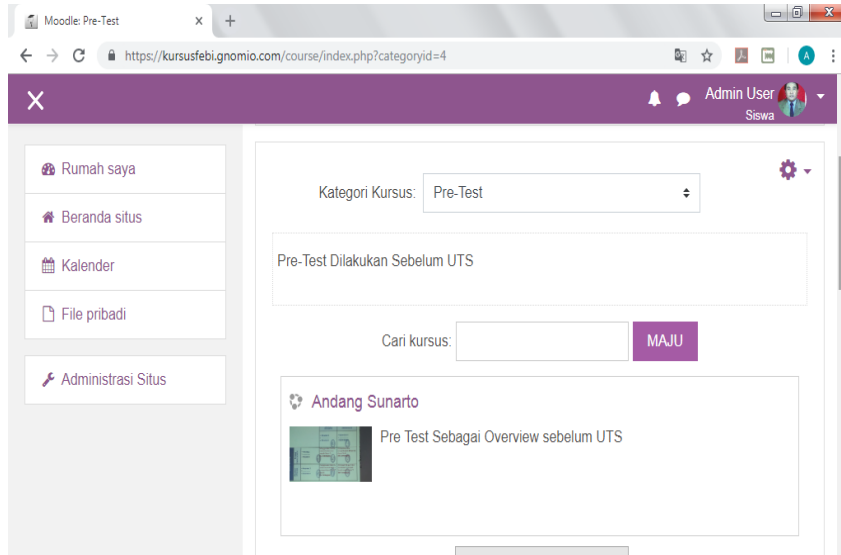 Moodle: Pre-Test
https://kursusfebi.gnomio.com/course/index.php?categoryid=4
A
Admin User
Siswa
Rumah saya
Beranda situs
Kalender
File pribadi
Administrasi Situs
Kategori Kursus: Pre-Test
Pre-Test Dilakukan Sebelum UTS
Cari kursus: MAJU
Andang Sunarto
Pre Test Sebagai Overview sebelum UTS